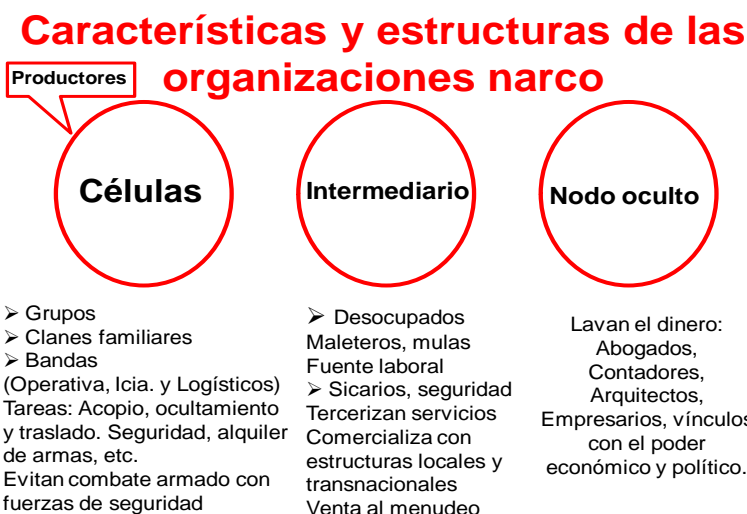 Características y estructuras de las
organizaciones narco
Productores
Células
Intermediario
Nodo oculto
➢ Grupos
➢ Clanes familiares
➢ Bandas
(Operativa, Icia. y Logísticos)
Tareas: Acopio, ocultamiento
y traslado. Seguridad, alquiler
de armas, etc.
Evitan combate armado con
fuerzas de seguridad
➢ Desocupados
Maleteros, mulas
Fuente laboral
➢ Sicarios, seguridad
Tercerizan servicios
Comercializa con
estructuras locales y
transnacionales
Venta al menudeo
Lavan el dinero:
Abogados,
Contadores,
Arquitectos,
Empresarios, vínculos
con el poder
económico y político.